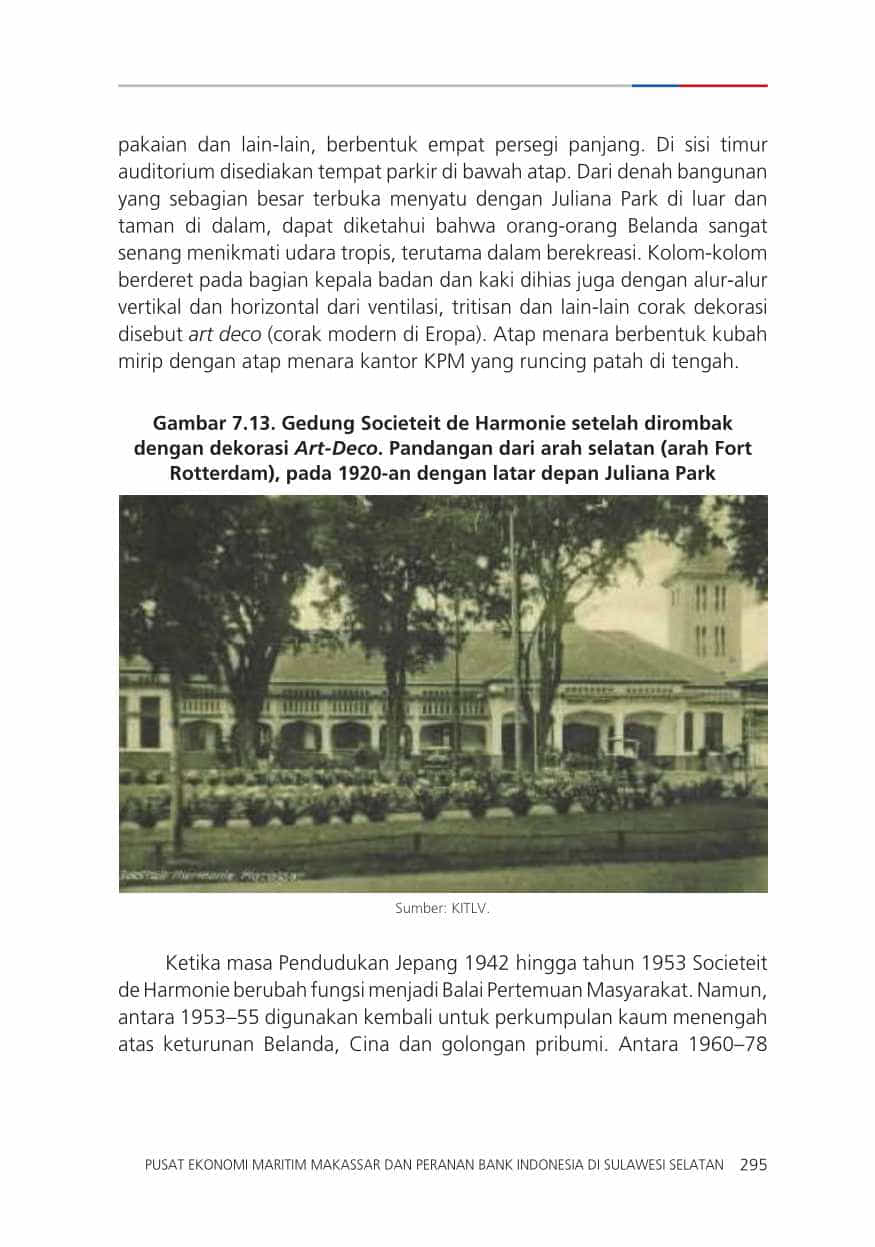 pakaian dan lain-lain, berbentuk empat persegi panjang. Di sisi timur
auditorium disediakan tempat parkir di bawah atap. Dari denah bangunan
yang sebagian besar terbuka menyatu dengan Juliana Park di luar dan
taman di dalam, dapat diketahui bahwa orang-orang Belanda sangat
senang menikmati udara tropis, terutama dalam berekreasi. Kolom-kolom
berderet pada bagian kepala badan dan kaki dihias juga dengan alur-alur
vertikal dan horizontal dari ventilasi, tritisan dan lain-lain corak dekorasi
disebut art deco (corak modern di Eropa). Atap menara berbentuk kubah
mirip dengan atap menara kantor KPM yang runcing patah di tengah.
Gambar 7.13. Gedung Societeit de Harmonie setelah dirombak
dengan dekorasi Art-Deco. Pandangan dari arah selatan (arah Fort
Rotterdam), pada 1920-an dengan latar depan Juliana Park
Sumber: KITLV.
Ketika masa Pendudukan Jepang 1942 hingga tahun 1953 Societeit
de Harmonie berubah fungsi menjadi Balai Pertemuan Masyarakat. Namun,
antara 1953–55 digunakan kembali untuk perkumpulan kaum menengah
atas keturunan Belanda, Cina dan golongan pribumi. Antara 1960–78
PUSAT EKONOMI MARITIM MAKASSAR DAN PERANAN BANK INDONESIA DI SULAWESI SELATAN 295